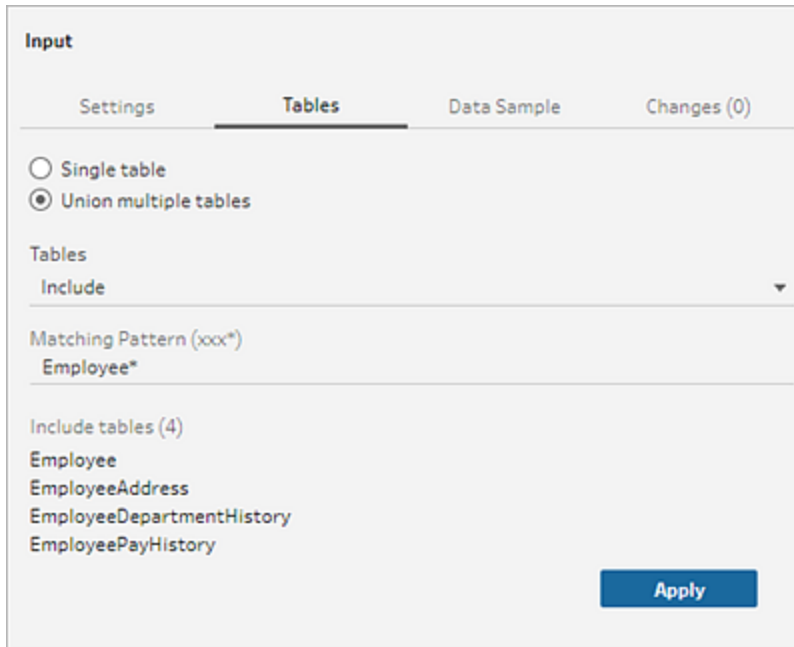 Input
Settings Tables Data Sample Changes (0)
Single table
Union multiple tables
Tables
Include
Matching Pattern (xxx*)
Employee*
Include tables (4)
Employee
EmployeeAddress
EmployeeDepartmentHistory
EmployeePayHistory
Apply